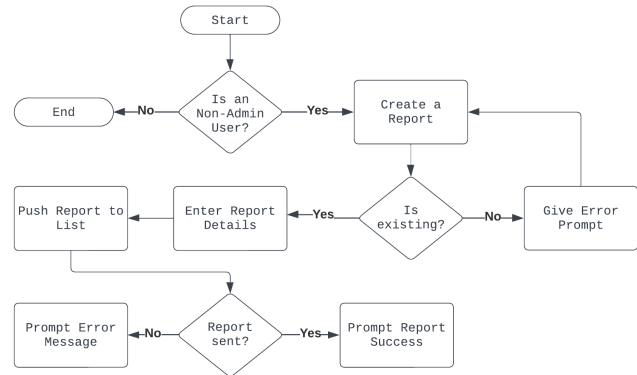 Start
Is an
Non-Admin
User?
No
Yes
End
Create a
Report
Is
existing?
Yes
No
Enter Report
Details
Push Report to
List
Give Error
Prompt
Report
sent?
No
Yes
Prompt Error
Message
Prompt Report
Success